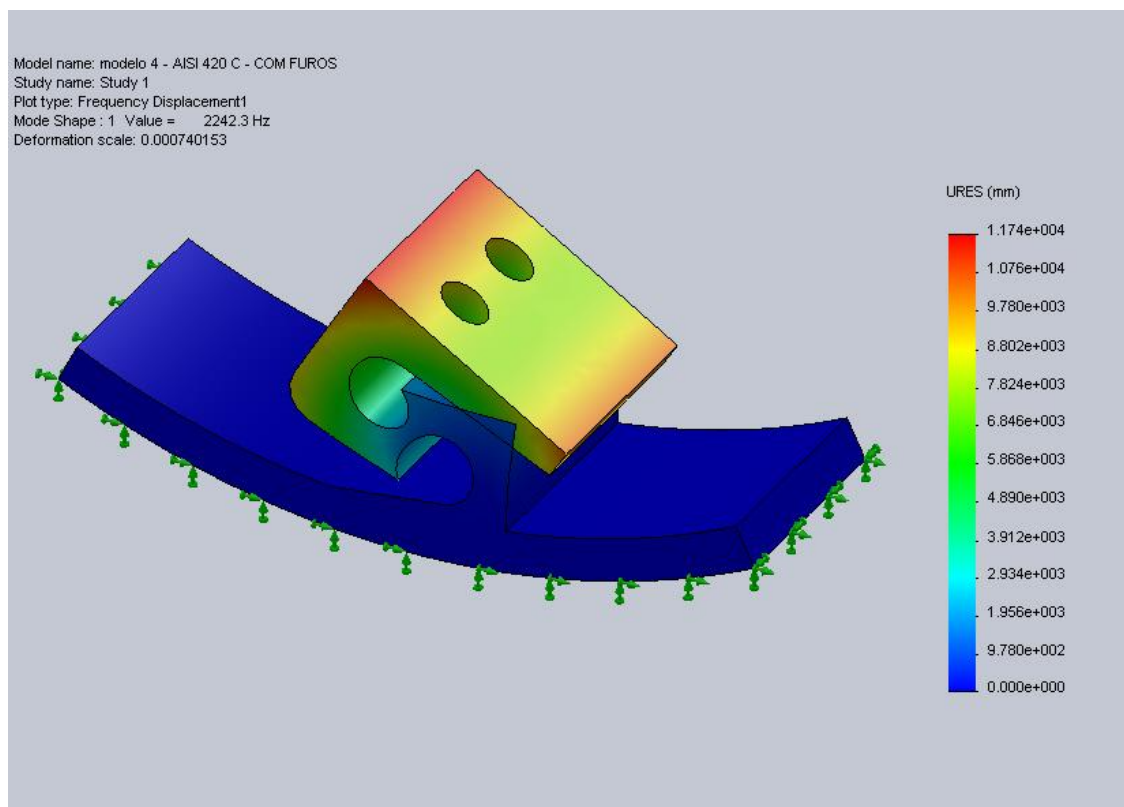 Model name: modelo 4 - AISI 420 C - COM FUROS
Study name: Study 1
Plot type: Frequency Displacement1
Mode Shape : 1 Value = 2242.3 Hz
Deformation scale: 0.000740153
URES (mm)
1.174e+004
1.076e+004
9.780e+003
8.802e+003
7.824e+003
6.846e+003
5.868e+003
4.890e+003
3.912e+003
2.934e+003
1.956e+003
9.780e+002
0.000e+000